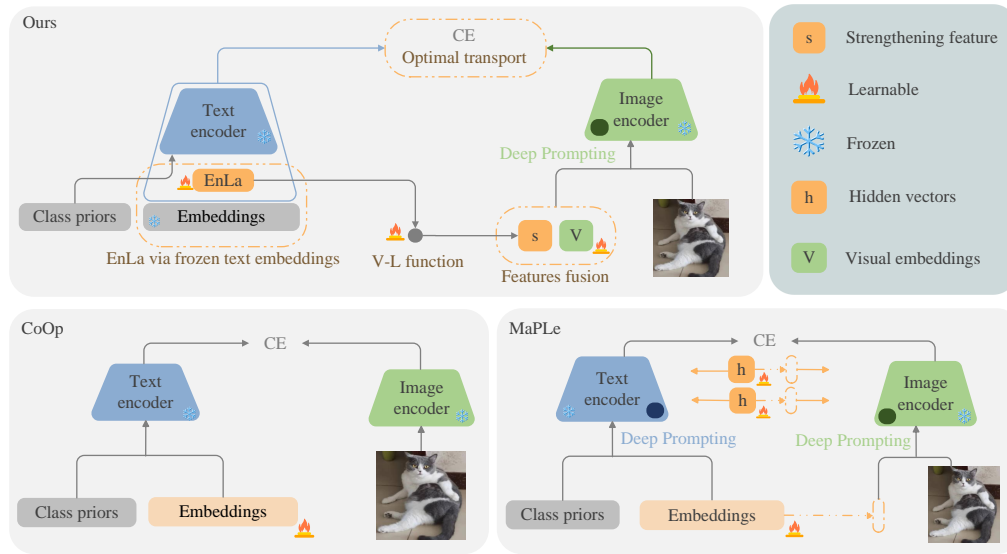 Ours
CE
Optimal transport
Text
encoder
Image
encoder
Deep Prompting
EnLa
Class priors
Embeddings
EnLa via frozen text embeddings
V-L function
s
V
Features fusion
s
Strengthening feature
Learnable
Frozen
h
Hidden vectors
V
Visual embeddings
CoOp
CE
Text
encoder
Image
encoder
Class priors
Embeddings
MaPLe
CE
Text
encoder
h
h
Image
encoder
Deep Prompting
Deep Prompting
Class priors
Embeddings